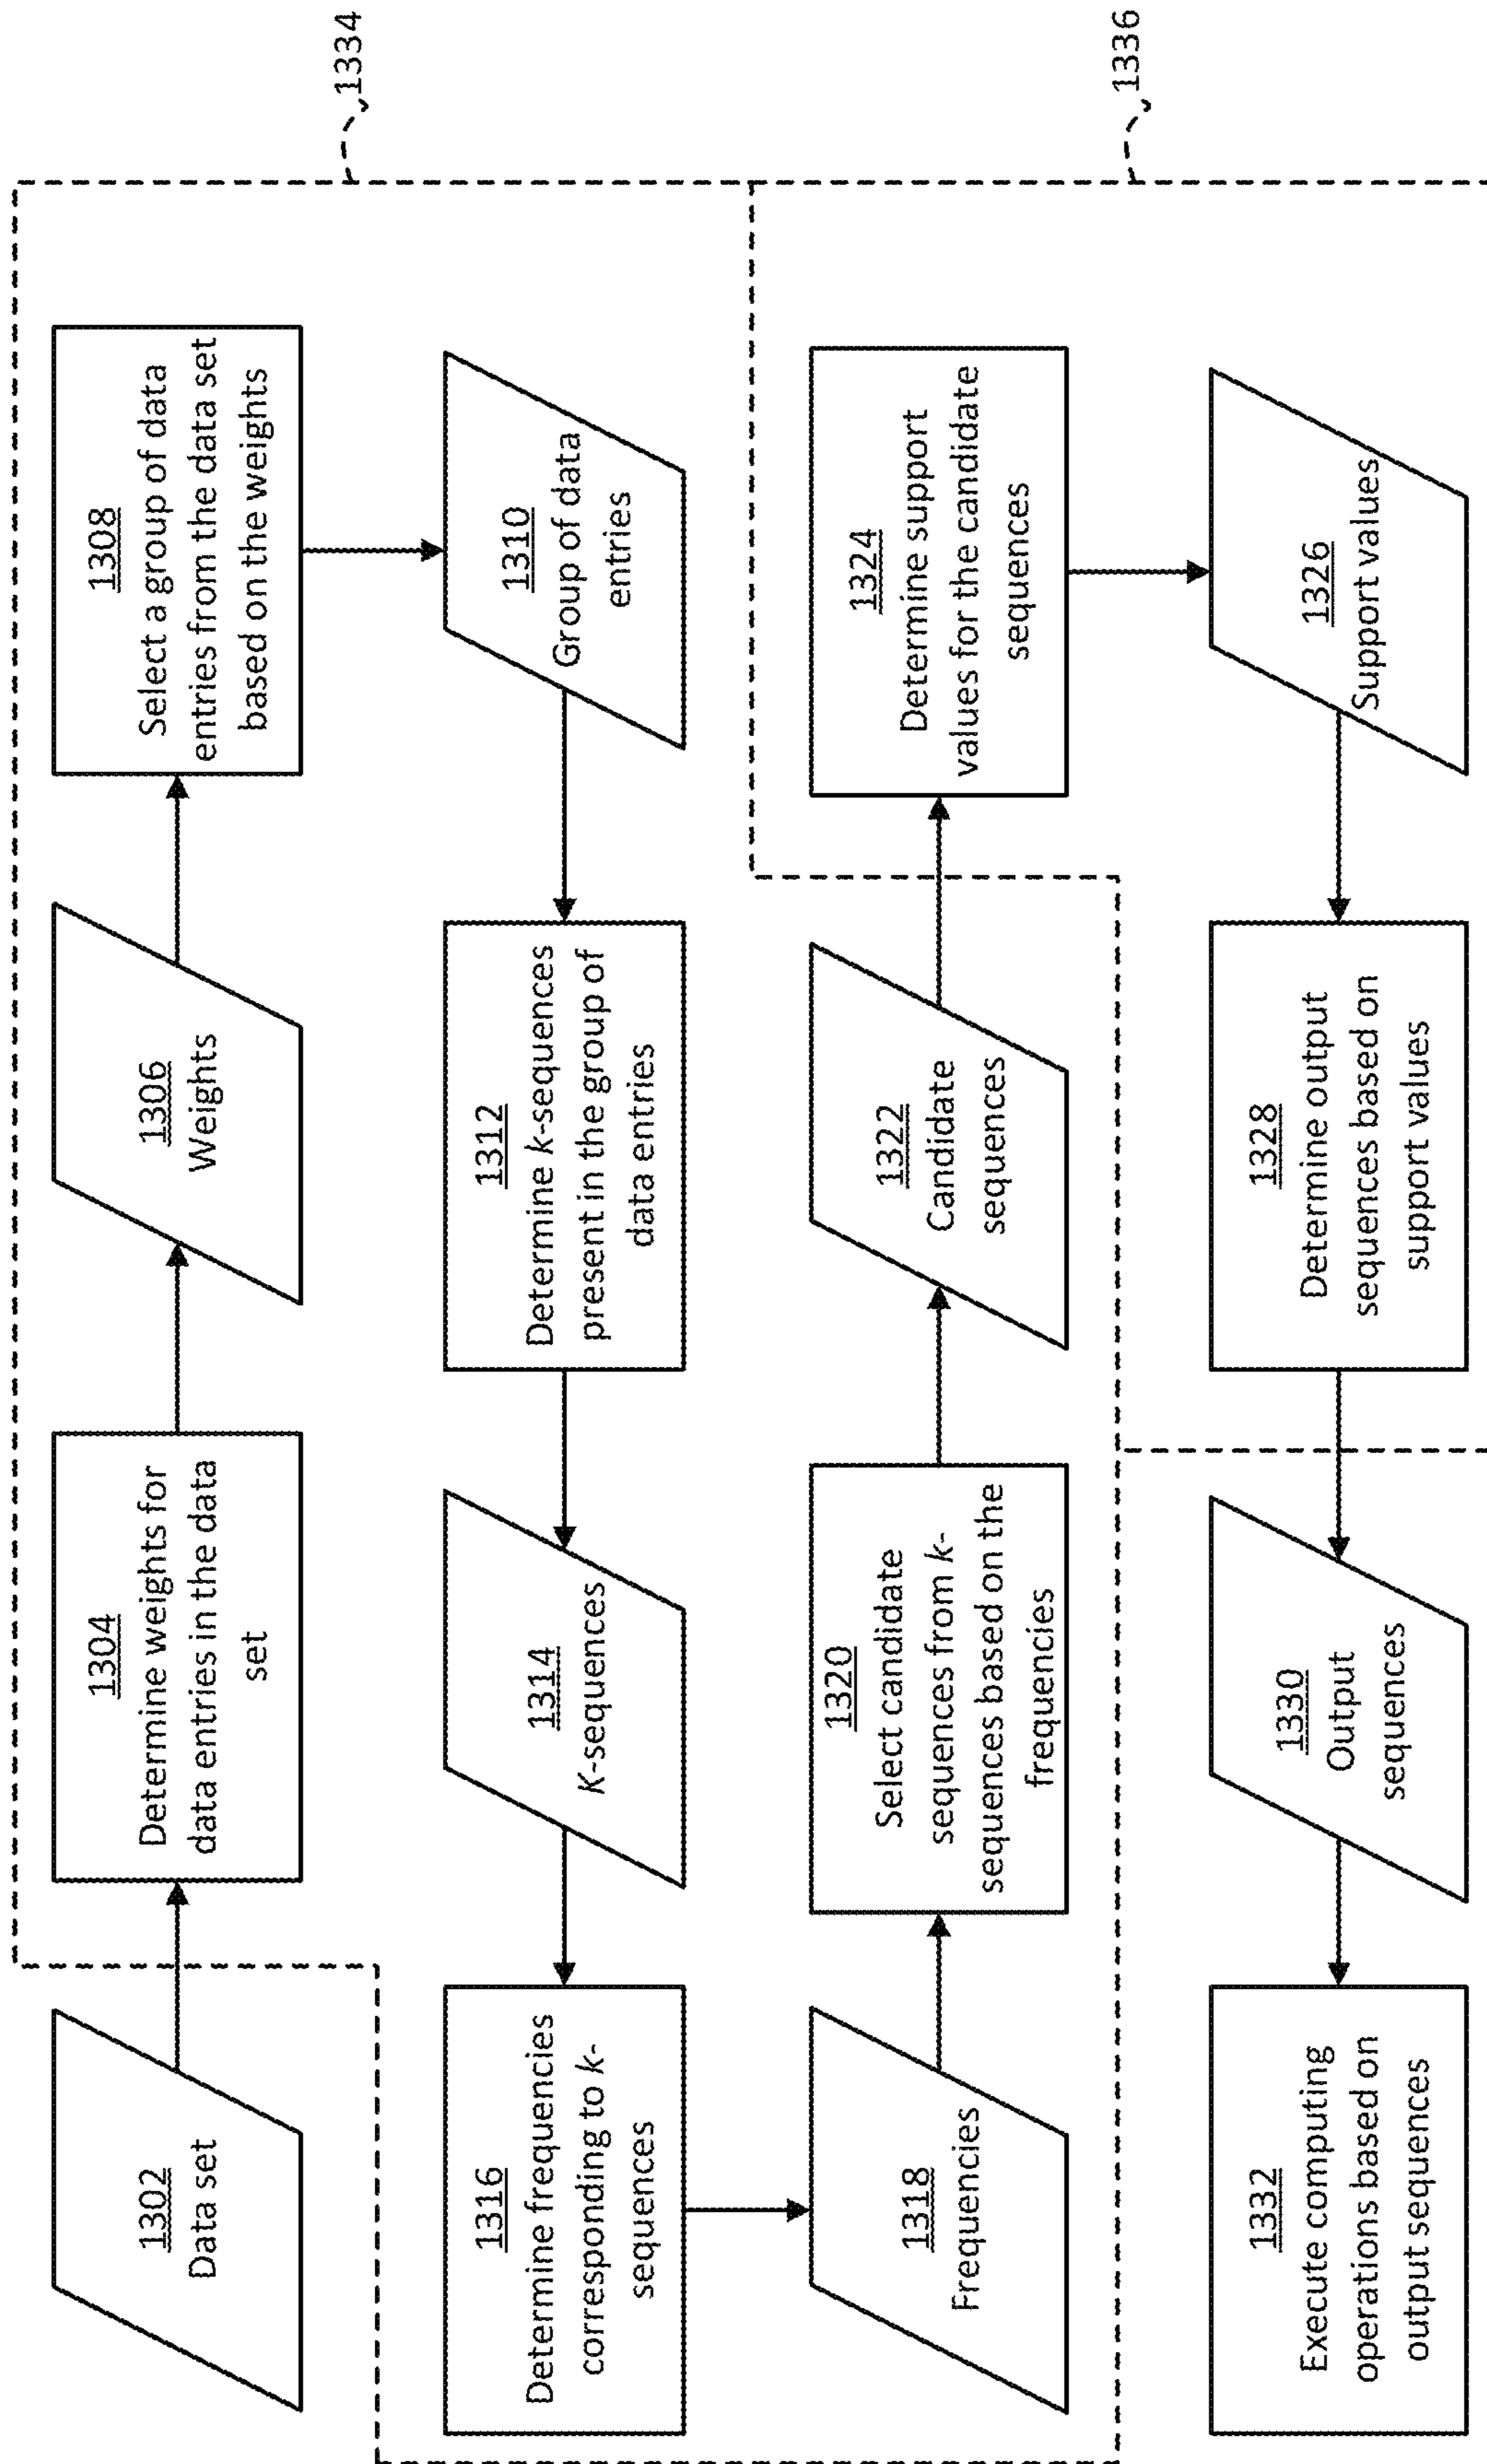 1302
Data set
1304
Determine weights for
data entries in the data
set
1306
Weights
1308
Select a group of data
entries from the data set
based on the weights
1334
1310
Group of data
entries
1312
Determine k-sequences
present in the group of
data entries
1314
K-sequences
1316
Determine frequencies
corresponding to k-
sequences
1318
Frequencies
1320
Select candidate
sequences from k-
sequences based on the
frequencies
1322
Candidate
sequences
1324
Determine support
values for the candidate
sequences
1336
1326
Support values
1328
Determine output
sequences based on
support values
1330
Output
sequences
1332
Execute computing
operations based on
output sequences